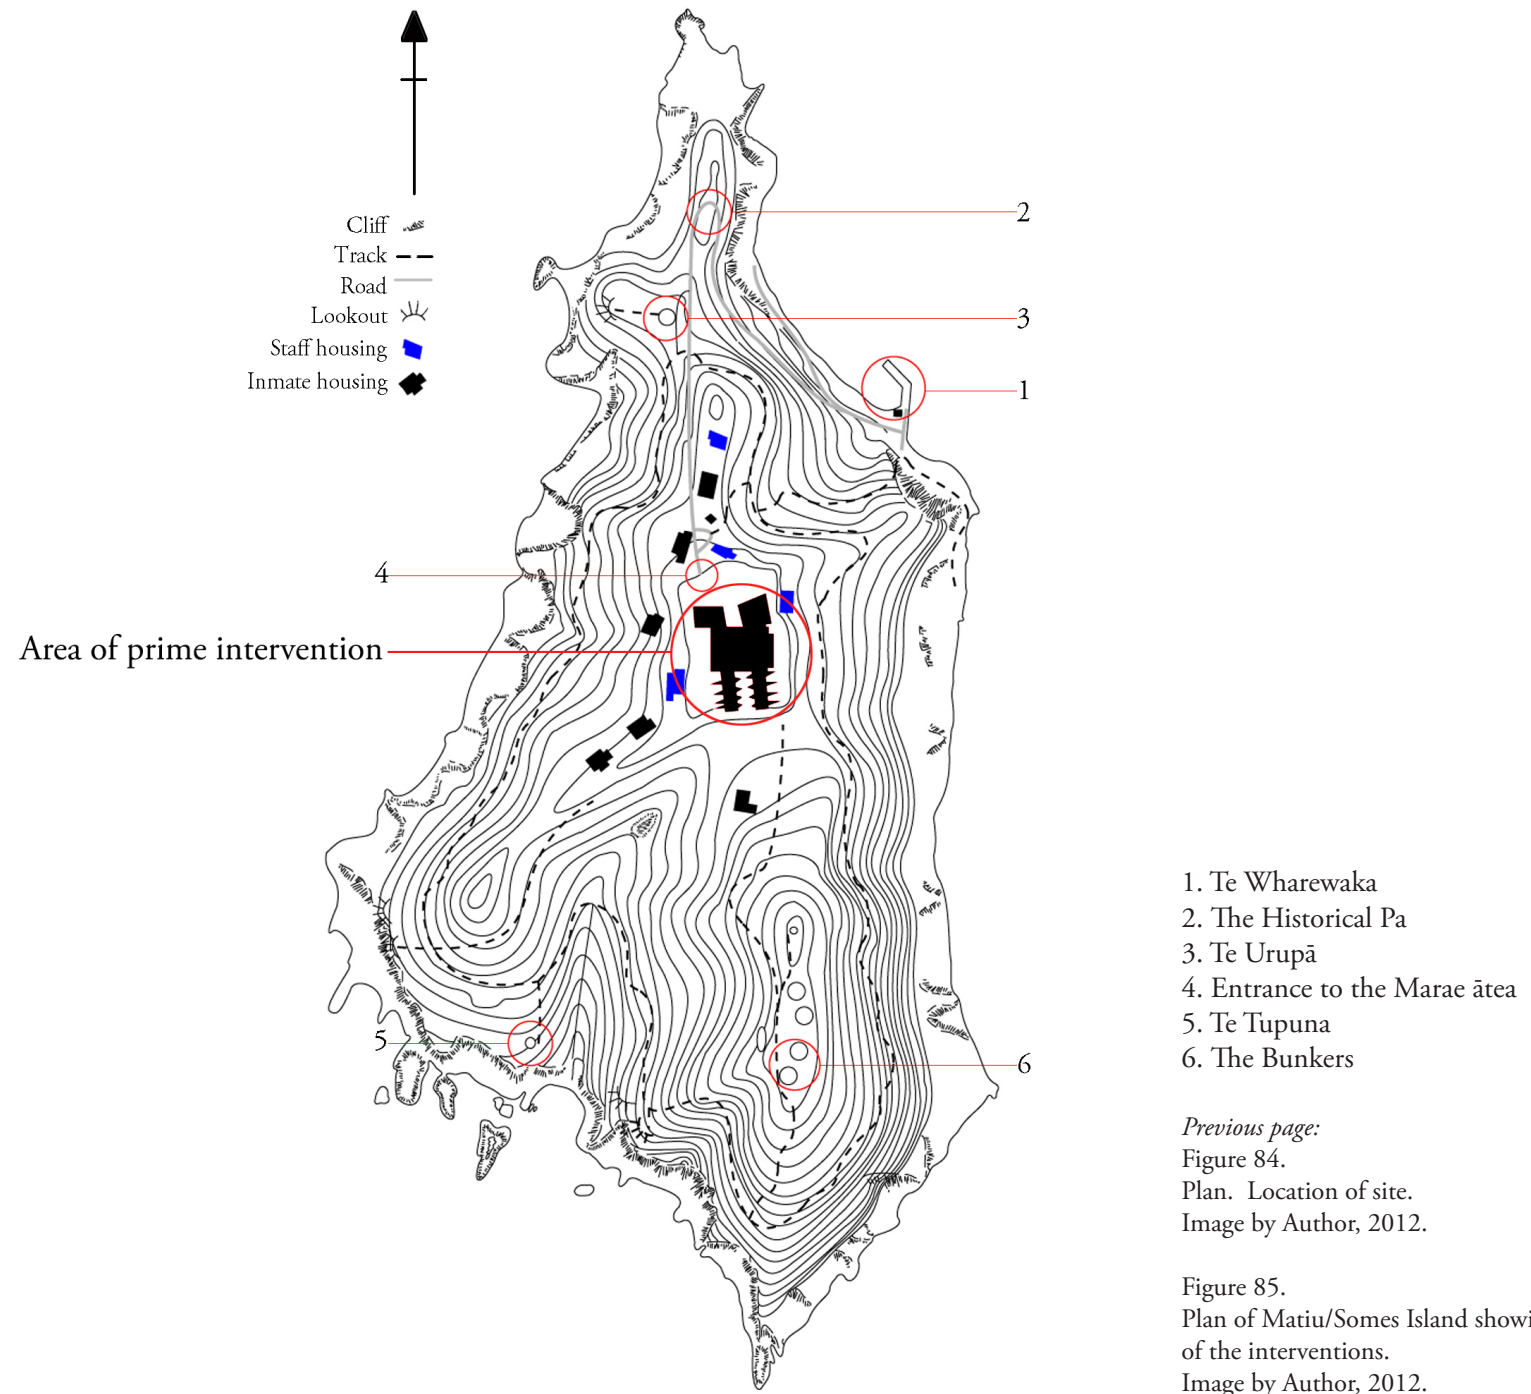 Cliff
Track
Road
Lookout
Staff housing
Inmate housing
2
3
1
4
Area of prime intervention
5
6
1. Te Wharewaka
2. The Historical Pa
3. Te Urupā
4. Entrance to the Marae ātea
5. Te Tupuna
6. The Bunkers
Previous page:
Figure 84.
Plan.  Location of site.
Image by Author, 2012.
Figure 85.
Plan of Matiu/Somes Island showi
of the interventions.
Image by Author, 2012.